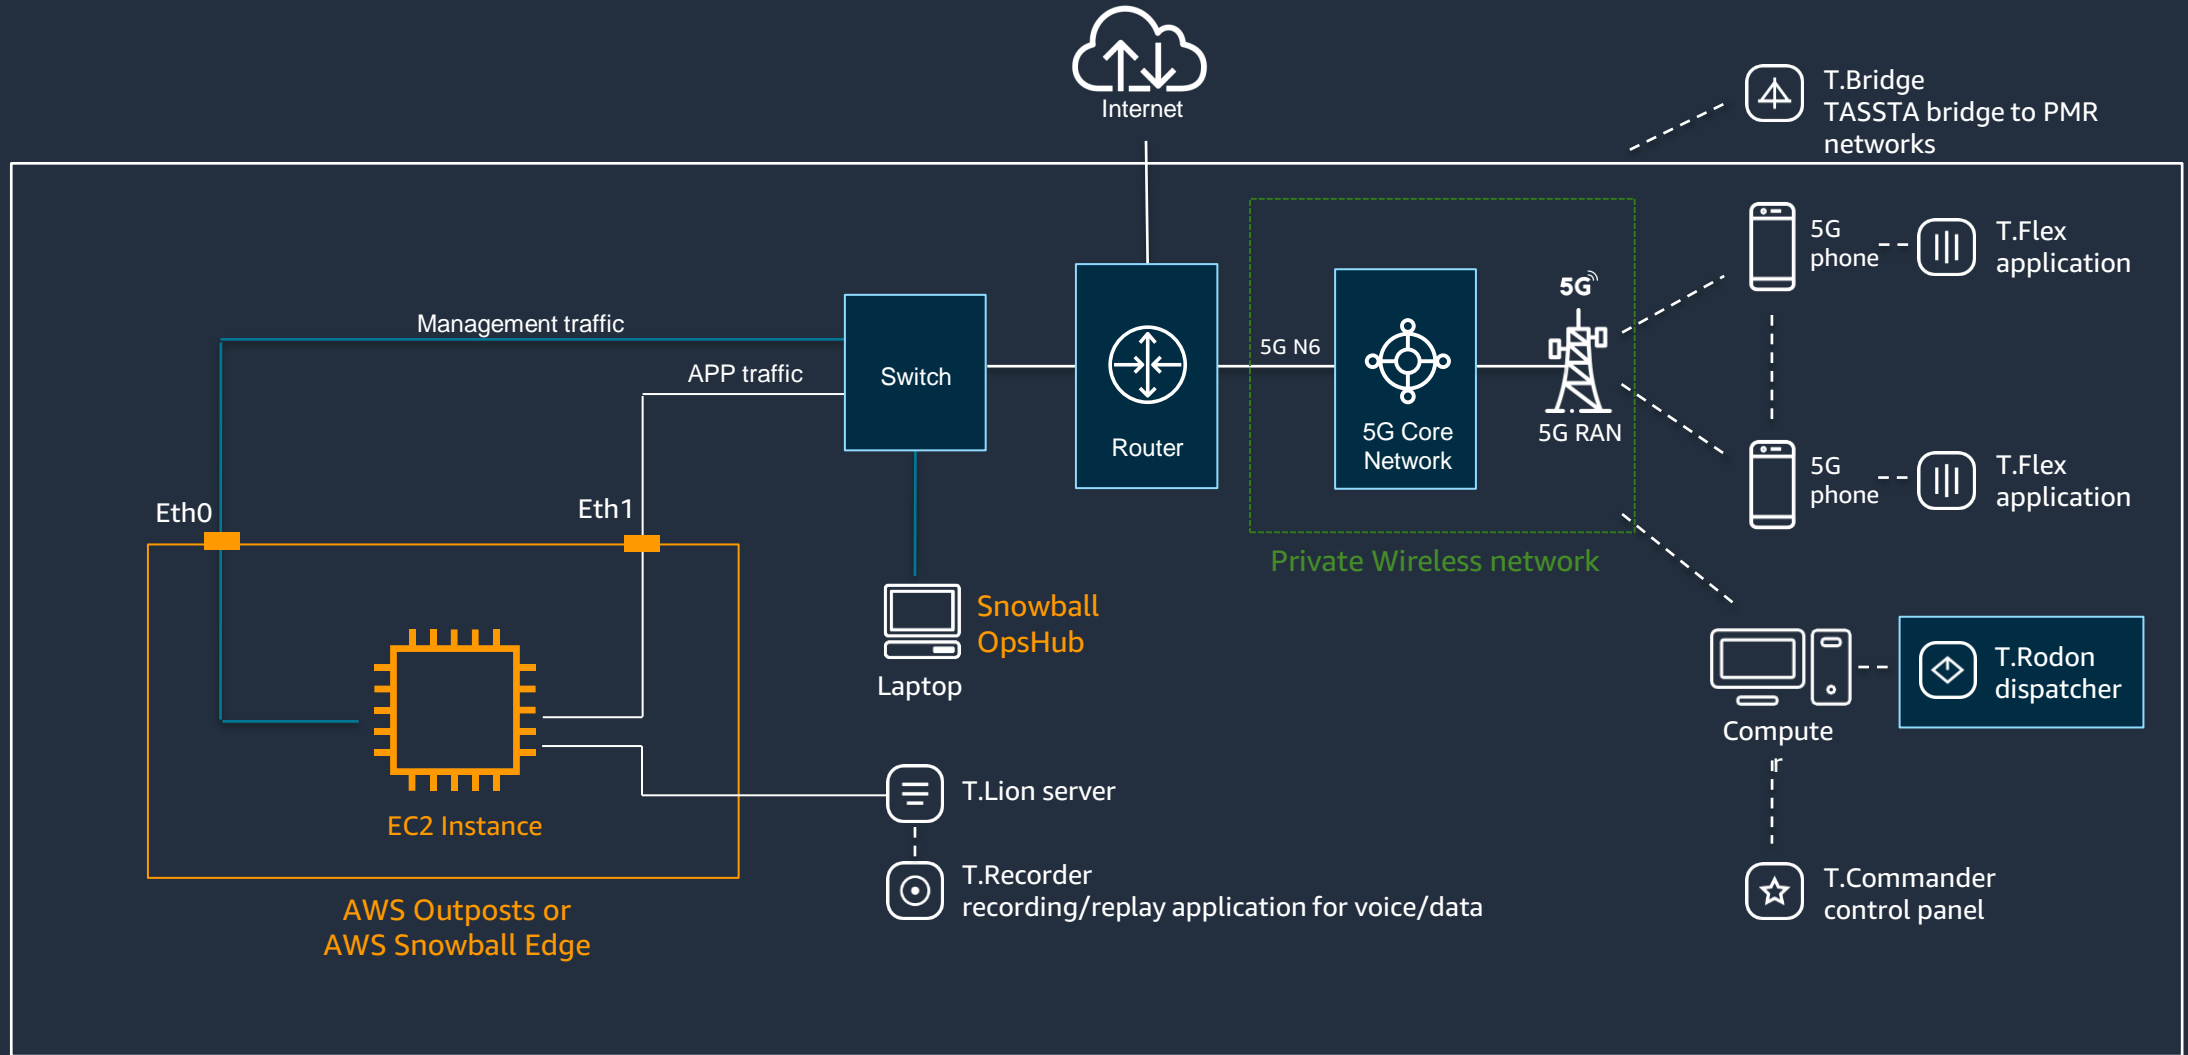 Internet
T.Bridge
TASSTA bridge to PMR
networks
5G
phone
T.Flex
application
Management traffic
APP traffic
Switch
Router
5G N6
5G Core
Network
5G
5G RAN
5G
phone
T.Flex
application
Eth0
Eth1
Private Wireless network
Snowball
OpsHub
Laptop
T.Rodon
dispatcher
Compute
r
EC2 Instance
T.Lion server
T.Recorder
recording/replay application for voice/data
T.Commander
control panel
AWS Outposts or
AWS Snowball Edge